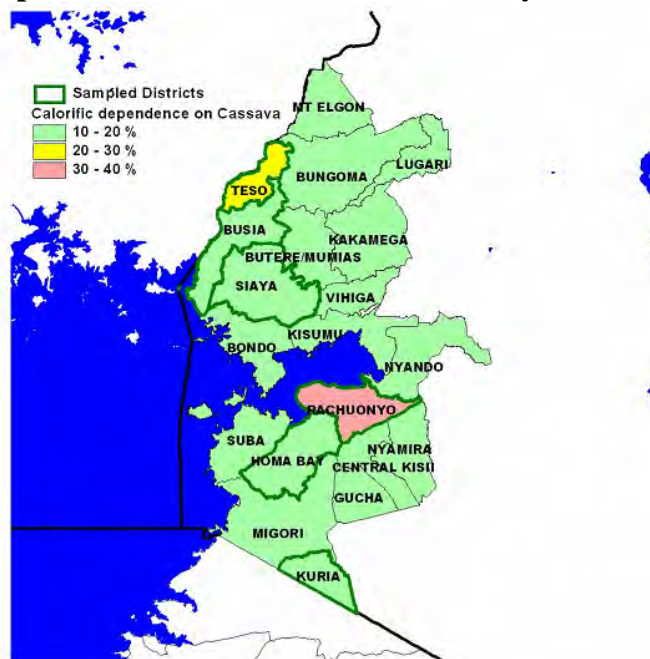 Sampled Districts
Calorific dependence on Cassava
10 - 20 %
20 - 30 %
30 - 40 %
MT ELGON
LUGARI
BUNGOMA
TESO
BUSIA
KAKAMEGA
BUTERE/MUMIAS
SIAYA
VIHIGA
KISUMU
BONDO
NYANDO
RACHUONYO
SUBA
NYAMIRA
HOMA BAY
CENTRAL KISII
GUCHA
MIGORI
KURIA